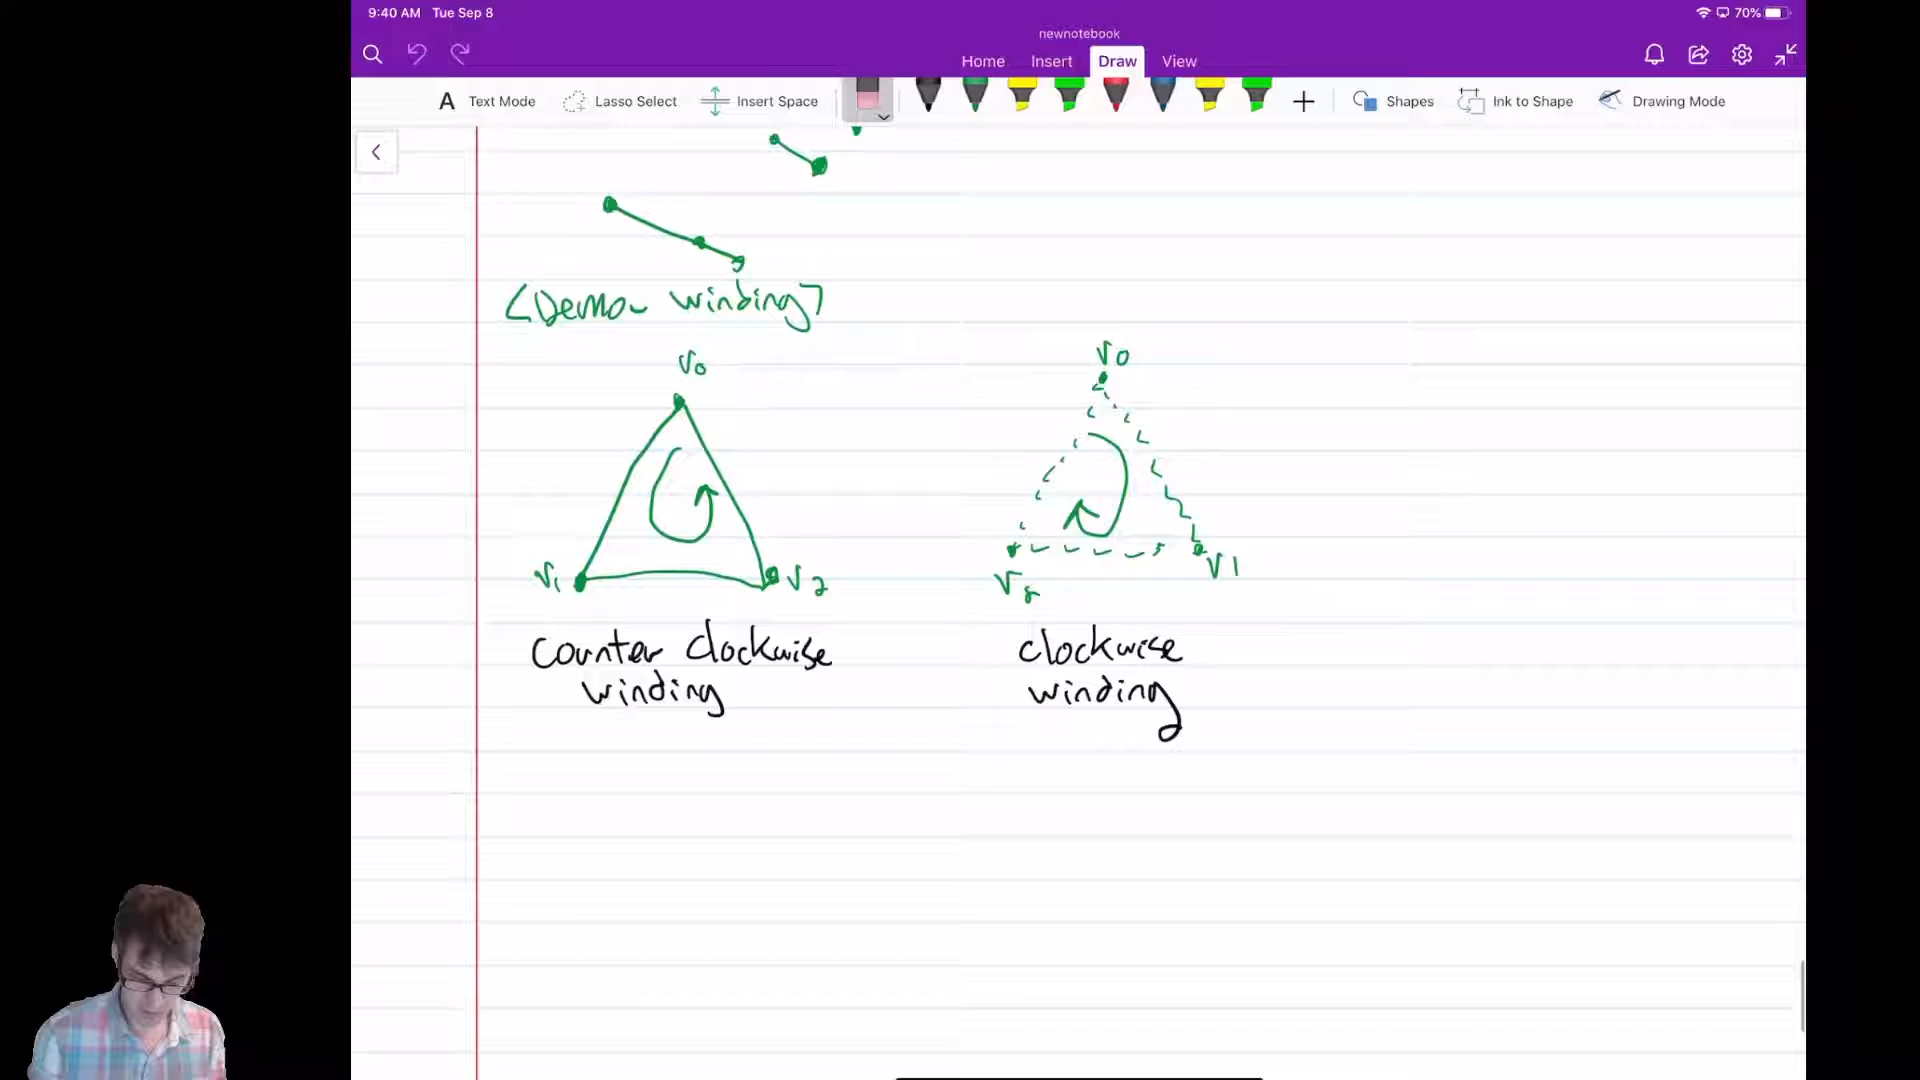 9:40 AM Tue Sep 8
70%
newnotebook
Home Insert Draw View
A Text Mode Lasso Select Insert Space Shapes Ink to Shape Drawing Mode
(Demo - winding]
V0
V1 V2
V0
V2 V1
counter clockwise
winding
clockwise
winding